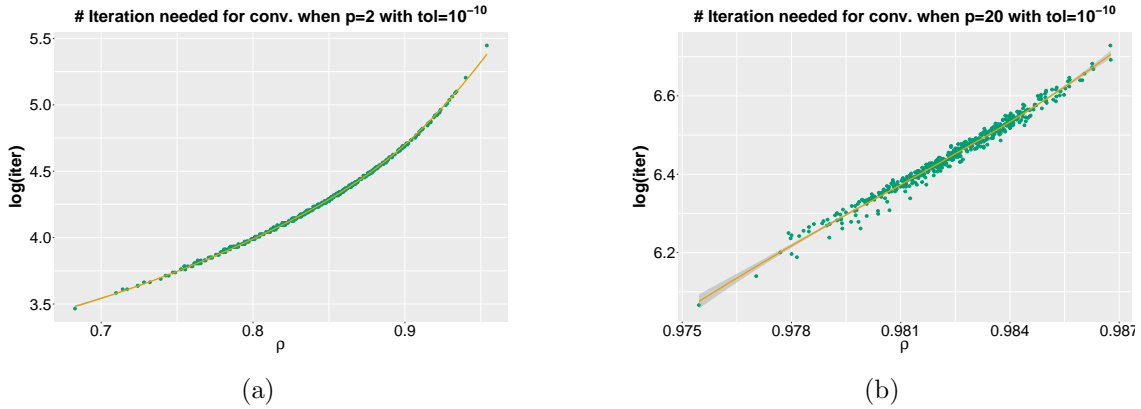 # Iteration needed for conv. when p=2 with tol=10⁻¹⁰
5.5
5.0
4.5
4.0
3.5
log(iter)
0.7 0.8 0.9
ρ
(a)
# Iteration needed for conv. when p=20 with tol=10⁻¹⁰
6.6
6.4
6.2
log(iter)
0.975 0.978 0.981 0.984 0.987
ρ
(b)